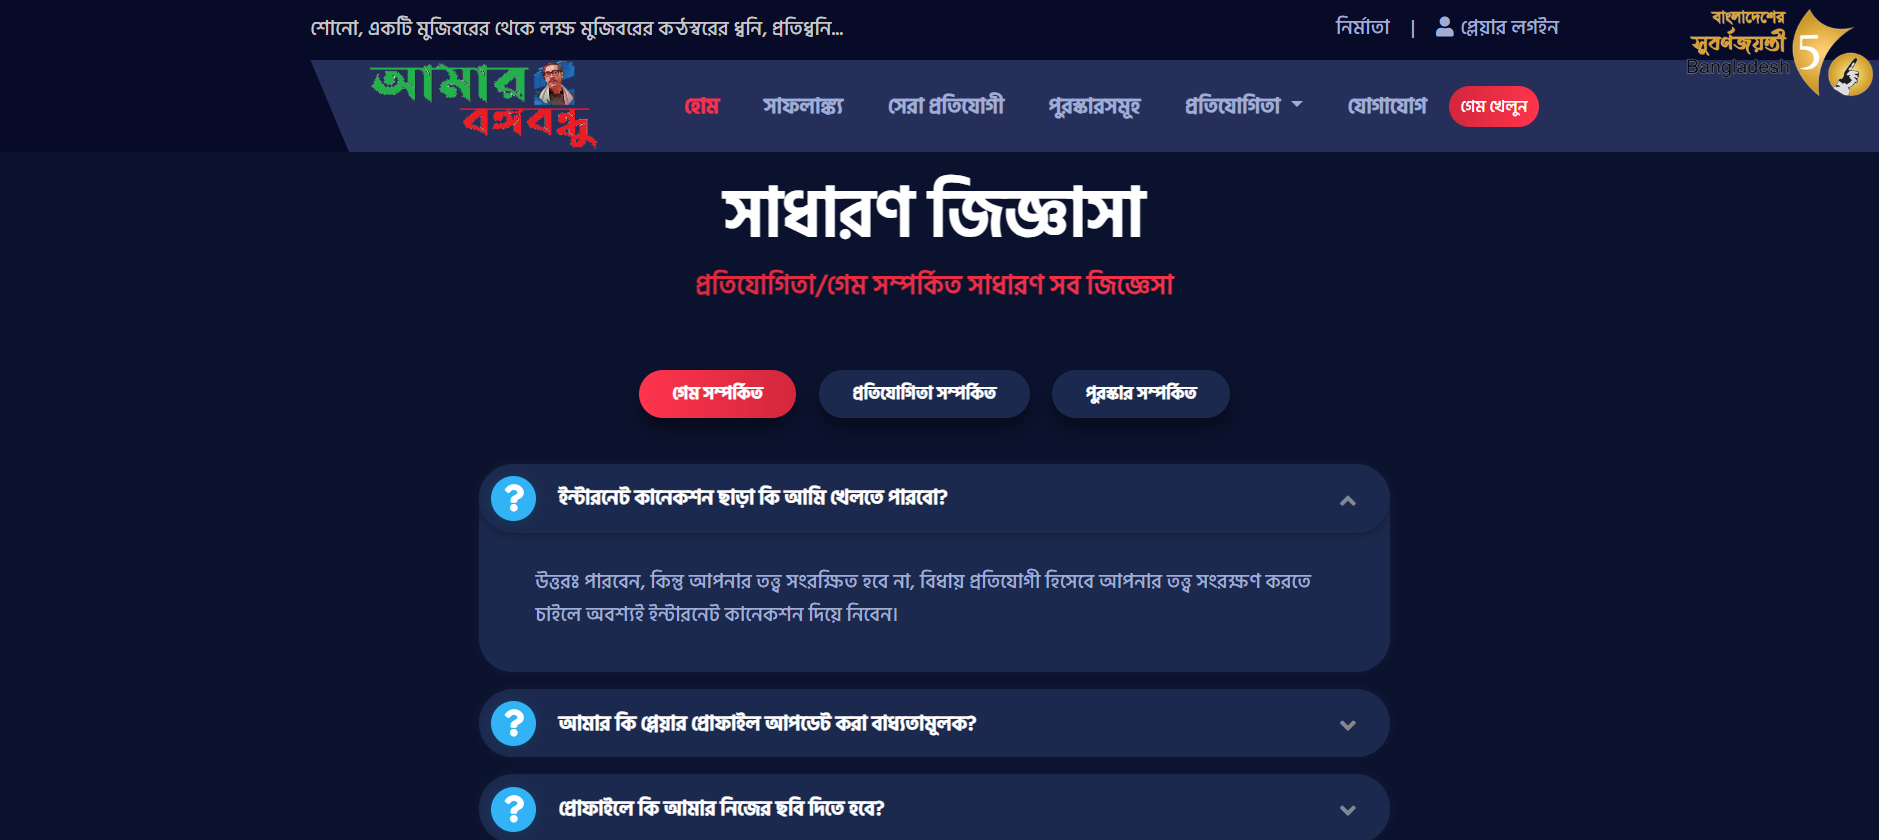 শোনো, একটি মুজিবরের থেকে লক্ষ মুজিবরের কন্ঠস্বরের ধ্বনি, প্রতিধ্বনি...
নির্মাতা | প্লেয়ার লগইন
বাংলাদেশের
সুবর্ণজয়ন্তী
5
Bangladesh
আমার
বঙ্গবন্ধু
হোম সাফলাঙ্ক্য সেরা প্রতিযোগী পুরস্কারসমূহ প্রতিযোগিতা যোগাযোগ গেম খেলুন
সাধারণ জিজ্ঞাসা
প্রতিযোগিতা/গেম সম্পর্কিত সাধারণ সব জিজ্ঞেসা
গেম সম্পর্কিত প্রতিযোগিতা সম্পর্কিত পুরস্কার সম্পর্কিত
? ইন্টারনেট কানেকশন ছাড়া কি আমি খেলতে পারবো?
উত্তরঃ পারবেন, কিন্তু আপনার তত্ত্ব সংরক্ষিত হবে না, বিধায় প্রতিযোগী হিসেবে আপনার তত্ত্ব সংরক্ষণ করতে
চাইলে অবশ্যই ইন্টারনেট কানেকশন দিয়ে নিবেন।
? আমার কি প্লেয়ার প্রোফাইল আপডেট করা বাধ্যতামূলক?
? প্রোফাইলে কি আমার নিজের ছবি দিতে হবে?